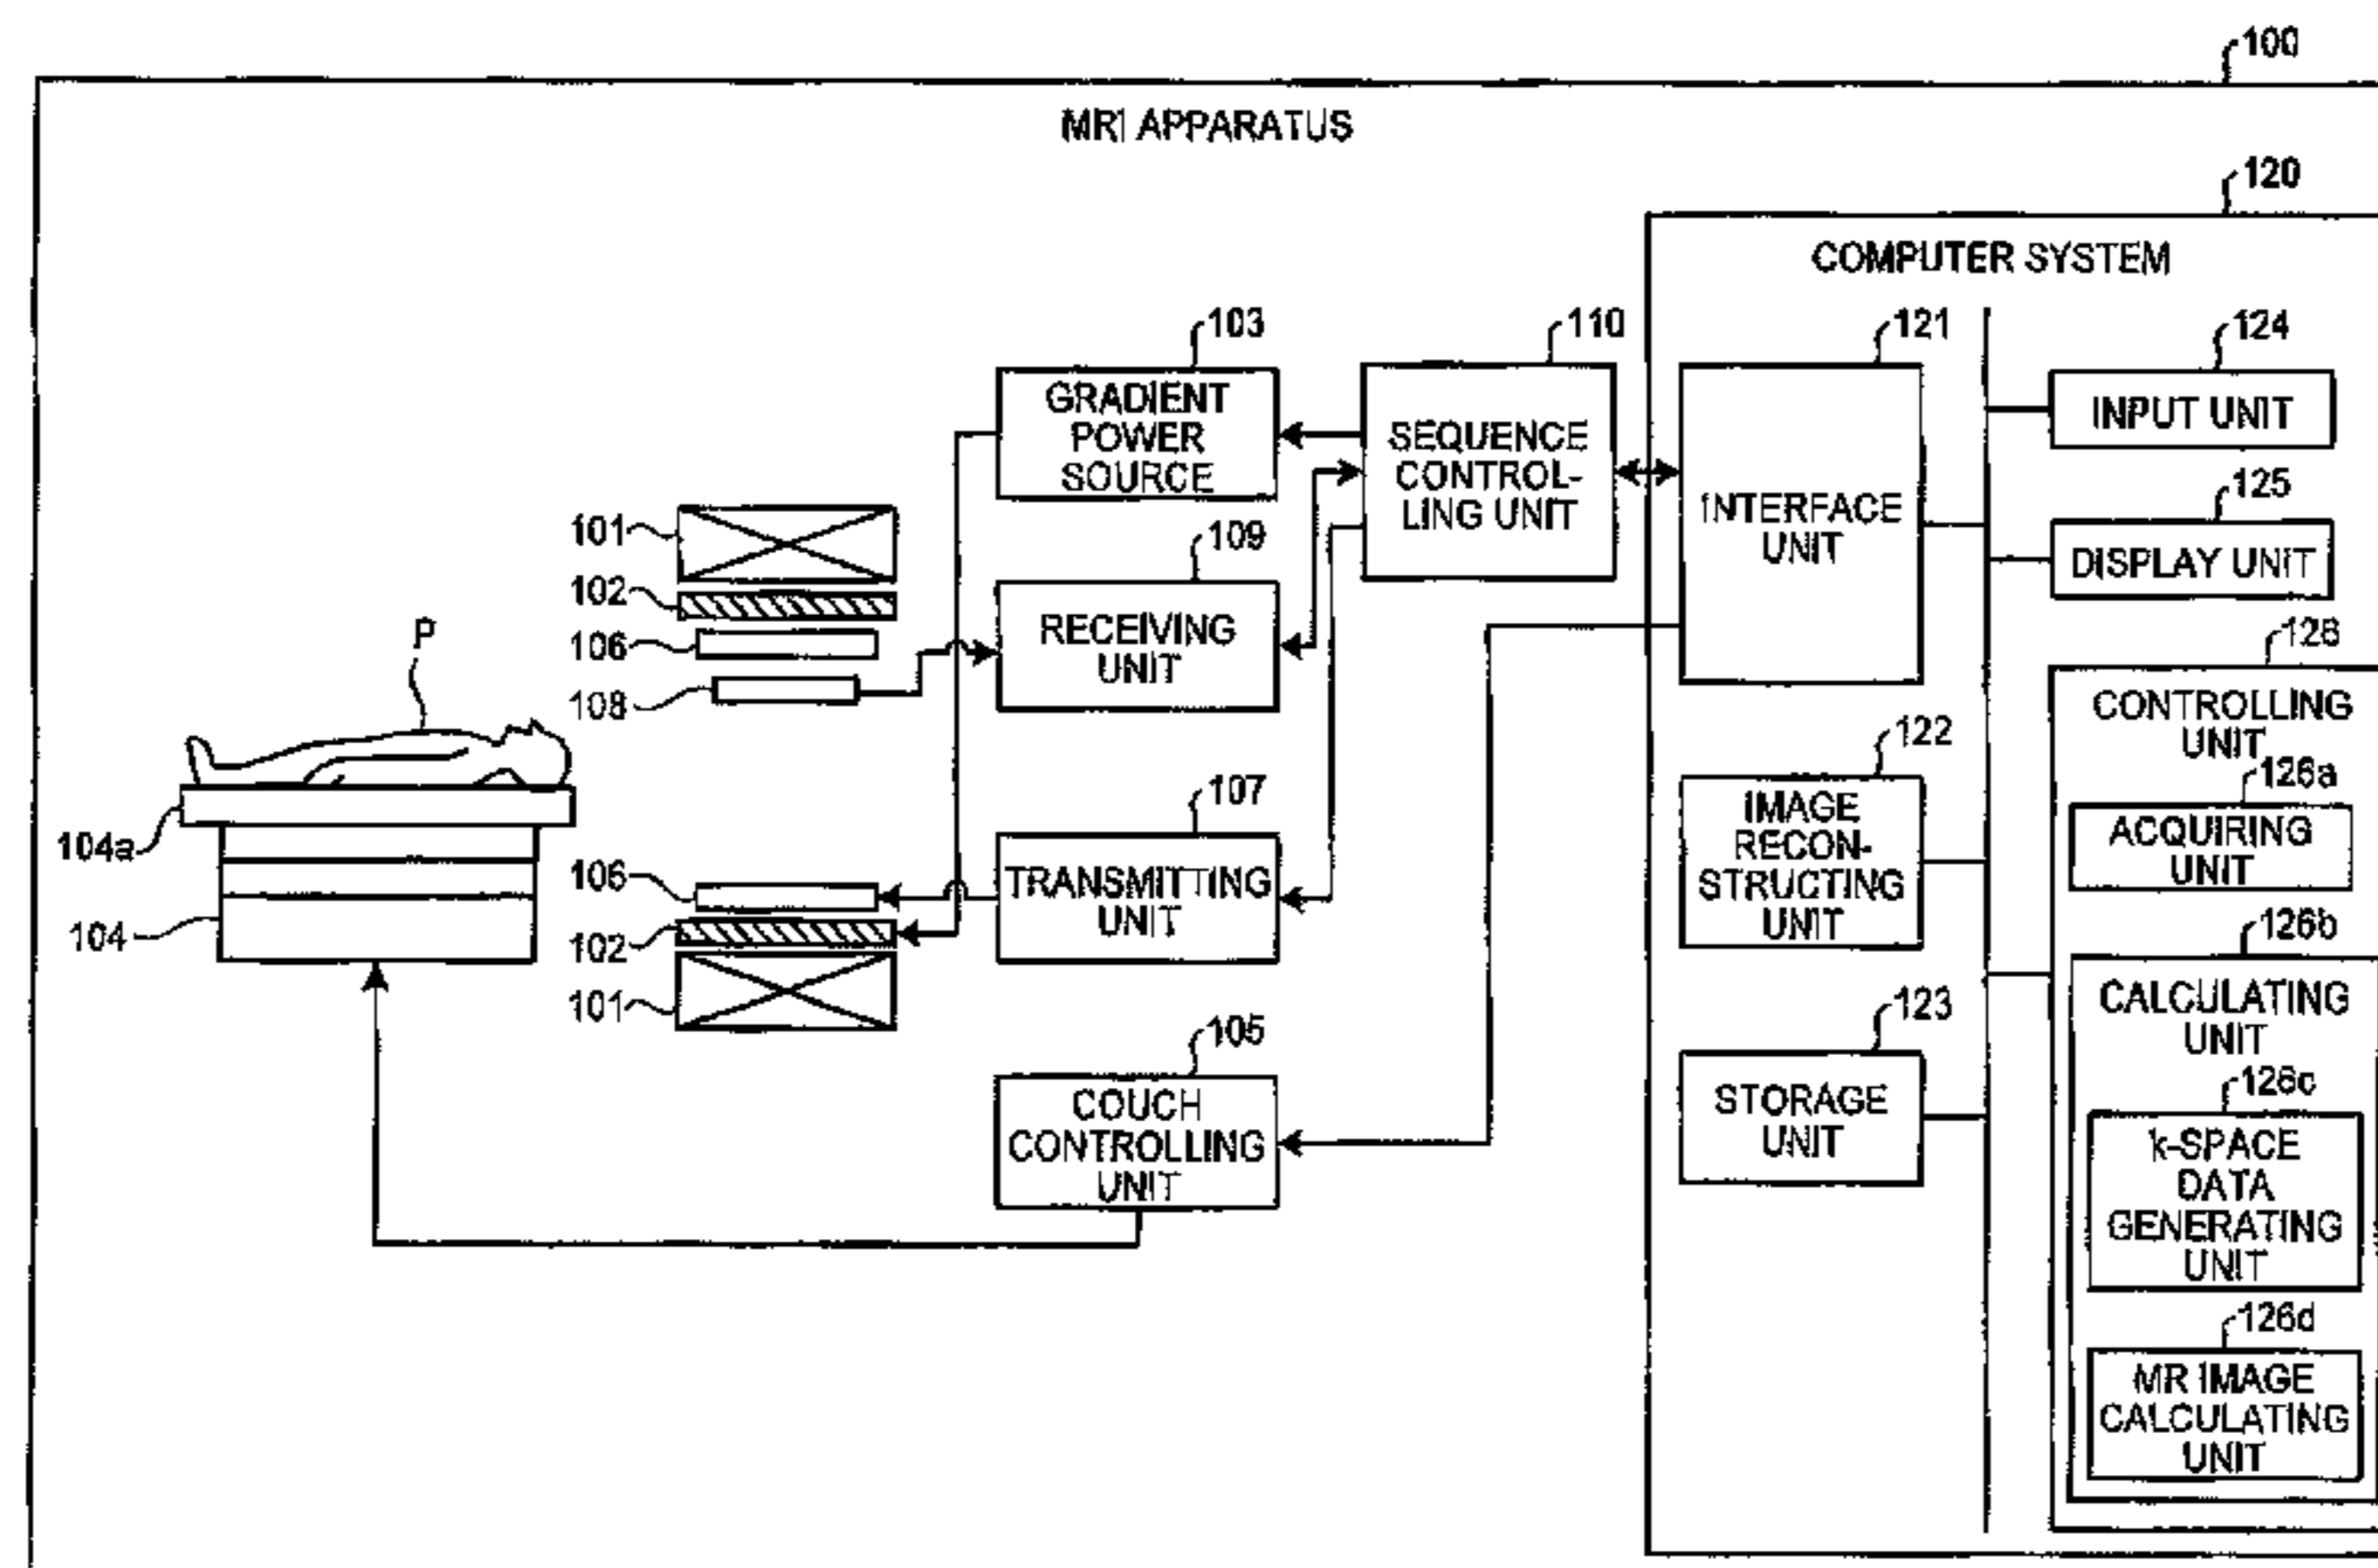 100
MRI APPARATUS
120
COMPUTER SYSTEM
103
110
121
124
GRADIENT
POWER
SOURCE
SEQUENCE
CONTROL-
LING UNIT
INTERFACE
UNIT
INPUT UNIT
125
DISPLAY UNIT
101
102
106
108
109
RECEIVING
UNIT
P
126
CONTROLLING
UNIT
122
IMAGE
RECON-
STRUCTING
UNIT
126a
ACQUIRING
UNIT
107
TRANSMITTING
UNIT
104a
104
106
102
101
126b
CALCULATING
UNIT
123
STORAGE
UNIT
105
COUCH
CONTROLLING
UNIT
126c
k-SPACE
DATA
GENERATING
UNIT
126d
MR IMAGE
CALCULATING
UNIT